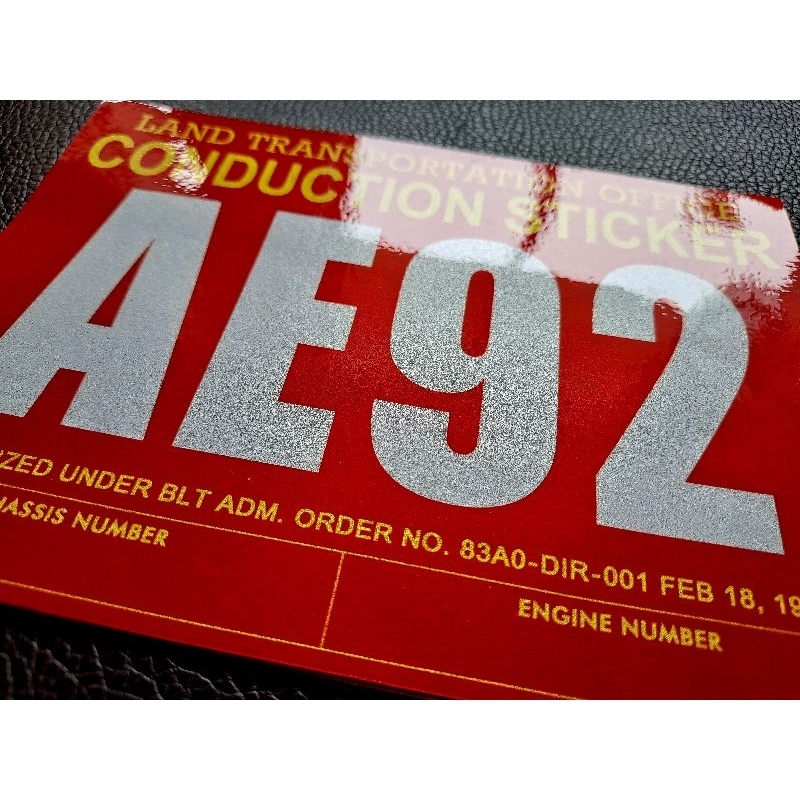 LAND TRANSPORTATION OFFICE
CONDUCTION STICKER
AE92
ZED UNDER BLT ADM. ORDER NO. 83A0-DIR-001 FEB 18, 19
HASSIS NUMBER
ENGINE NUMBER